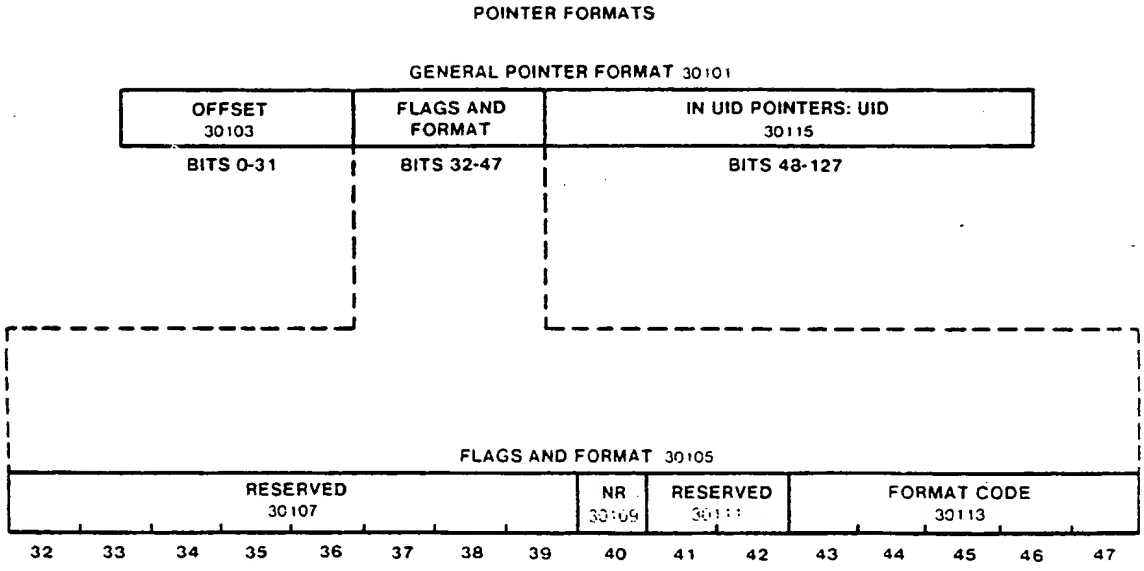 POINTER FORMATS
GENERAL POINTER FORMAT 30101
OFFSET
30103
FLAGS AND
FORMAT
IN UID POINTERS: UID
30115
BITS 0-31
BITS 32-47
BITS 48-127
FLAGS AND FORMAT 30105
RESERVED
30107
NR
30109
RESERVED
30111
FORMAT CODE
30113
32 33 34 35 36 37 38 39 40 41 42 43 44 45 46 47